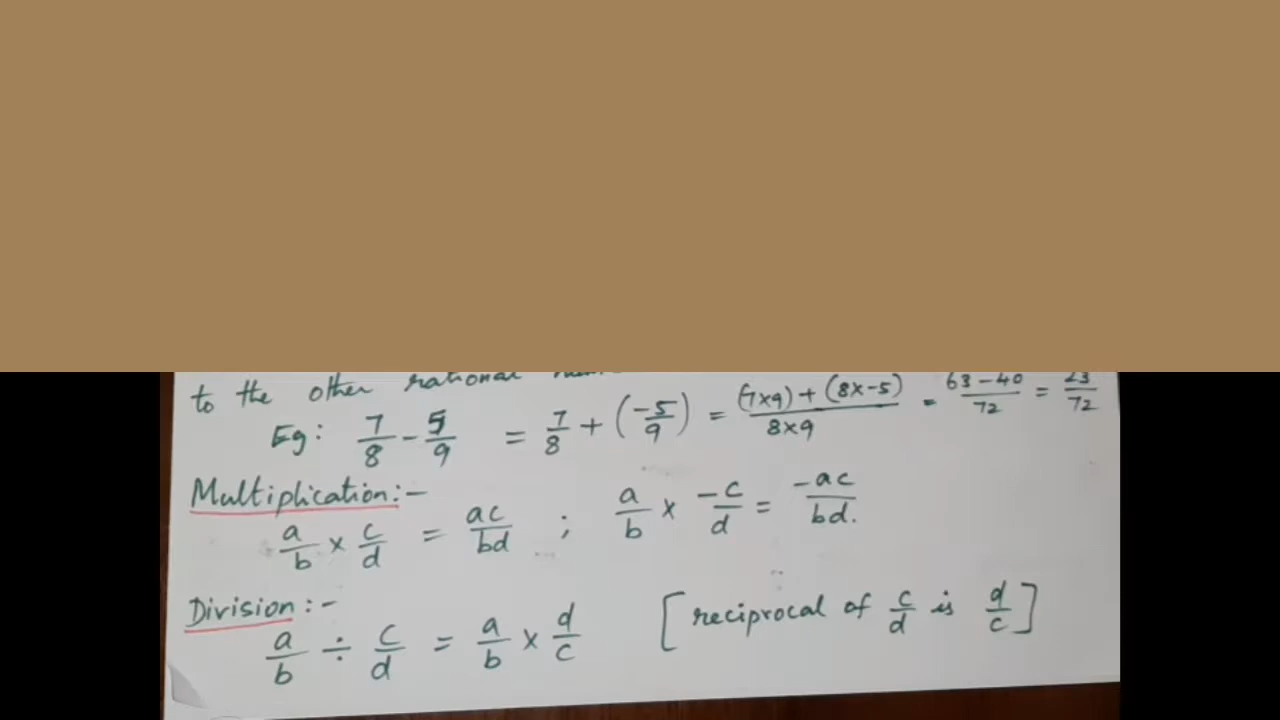 to the other rational
Eg: 7/8 - 5/9 = 7/8 + (-5/9) = (7×9) + (8×-5)/8×9 = 63-40/72 = 23/72
Multiplication:-
a/b × c/d = ac/bd ; a/b × -c/d = -ac/bd.
Division:-
a/b ÷ c/d = a/b × d/c [reciprocal of c/d is d/c]